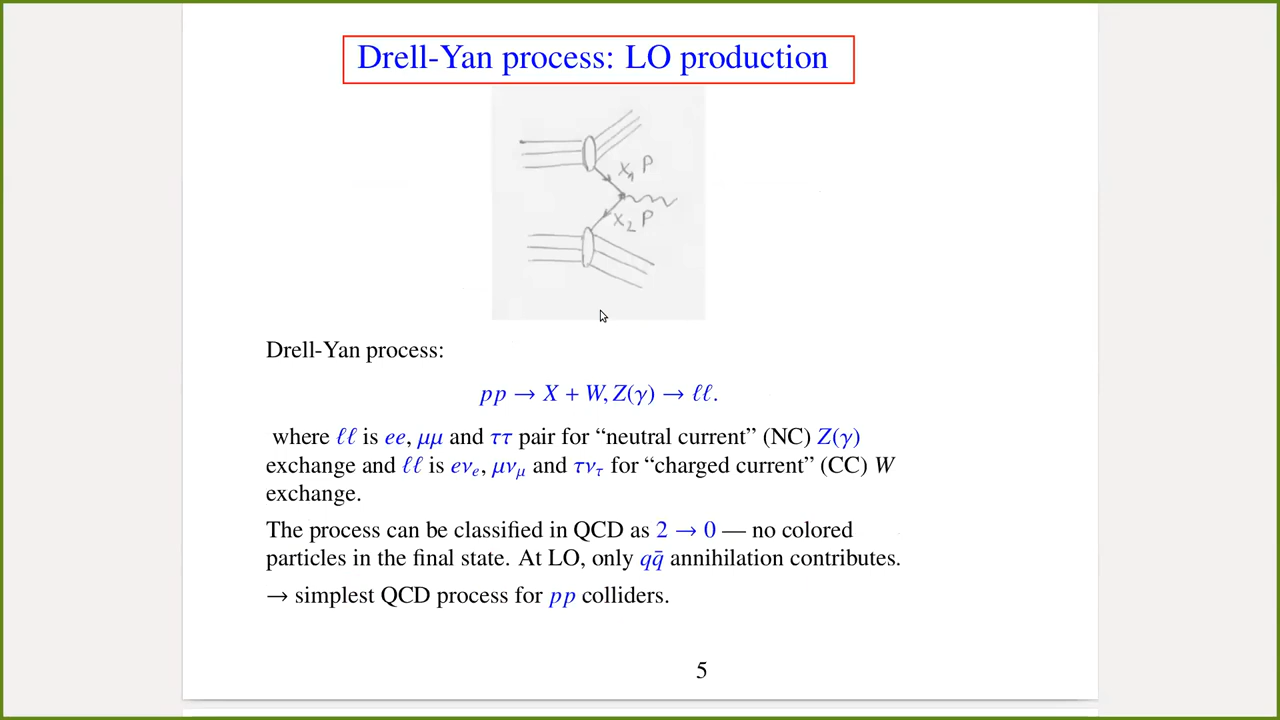 Drell-Yan process: LO production
x₁ P
x₂ P
Drell-Yan process:
pp → X + W, Z(γ) → ℓℓ.
where ℓℓ is ee, μμ and ττ pair for “neutral current” (NC) Z(γ)
exchange and ℓℓ is eνₑ, μν_μ and τν_τ for “charged current” (CC) W
exchange.
The process can be classified in QCD as 2 → 0 — no colored
particles in the final state. At LO, only qq̄ annihilation contributes.
→ simplest QCD process for pp colliders.
5